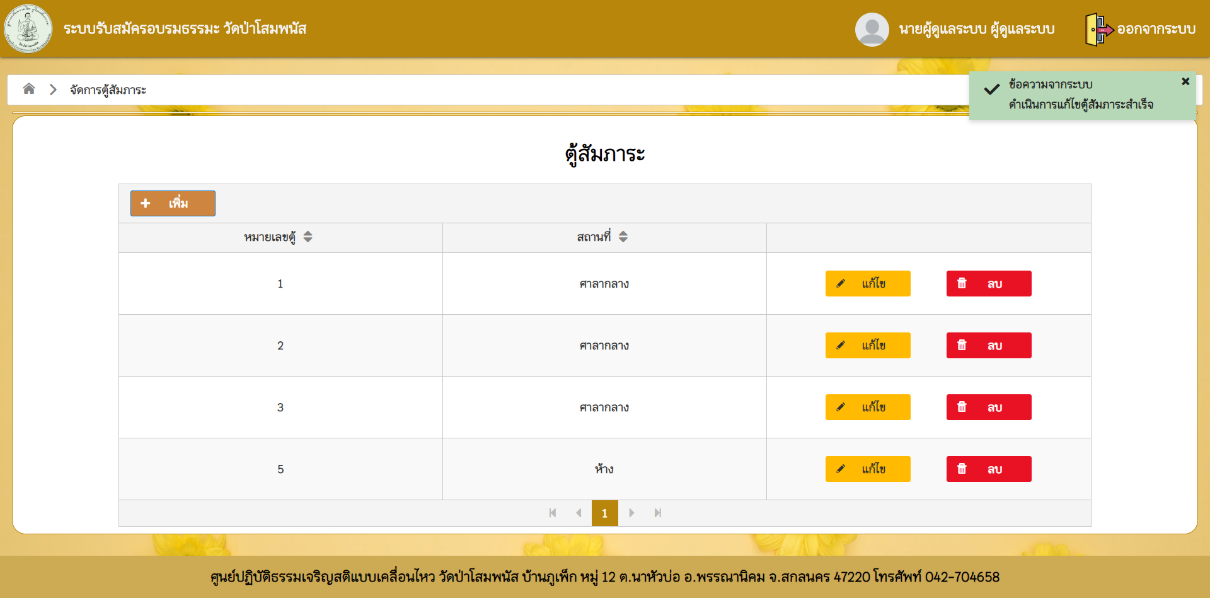 ระบบรับสมัครอบรมธรรมะ วัดป่าโสมพนัส
นายผู้ดูแลระบบ ผู้ดูแลระบบ
ออกจากระบบ
จัดการตู้สัมภาระ
ข้อความจากระบบ
ดำเนินการแก้ไขตู้สัมภาระสำเร็จ
ตู้สัมภาระ
เพิ่ม
หมายเลขตู้ สถานที่
1 ศาลากลาง แก้ไข ลบ
2 ศาลากลาง แก้ไข ลบ
3 ศาลากลาง แก้ไข ลบ
5 ห้าง แก้ไข ลบ
1
ศูนย์ปฏิบัติธรรมเจริญสติแบบเคลื่อนไหว วัดป่าโสมพนัส บ้านภูเพ็ก หมู่ 12 ต.นาหัวบ่อ อ.พรรณานิคม จ.สกลนคร 47220 โทรศัพท์ 042-704658